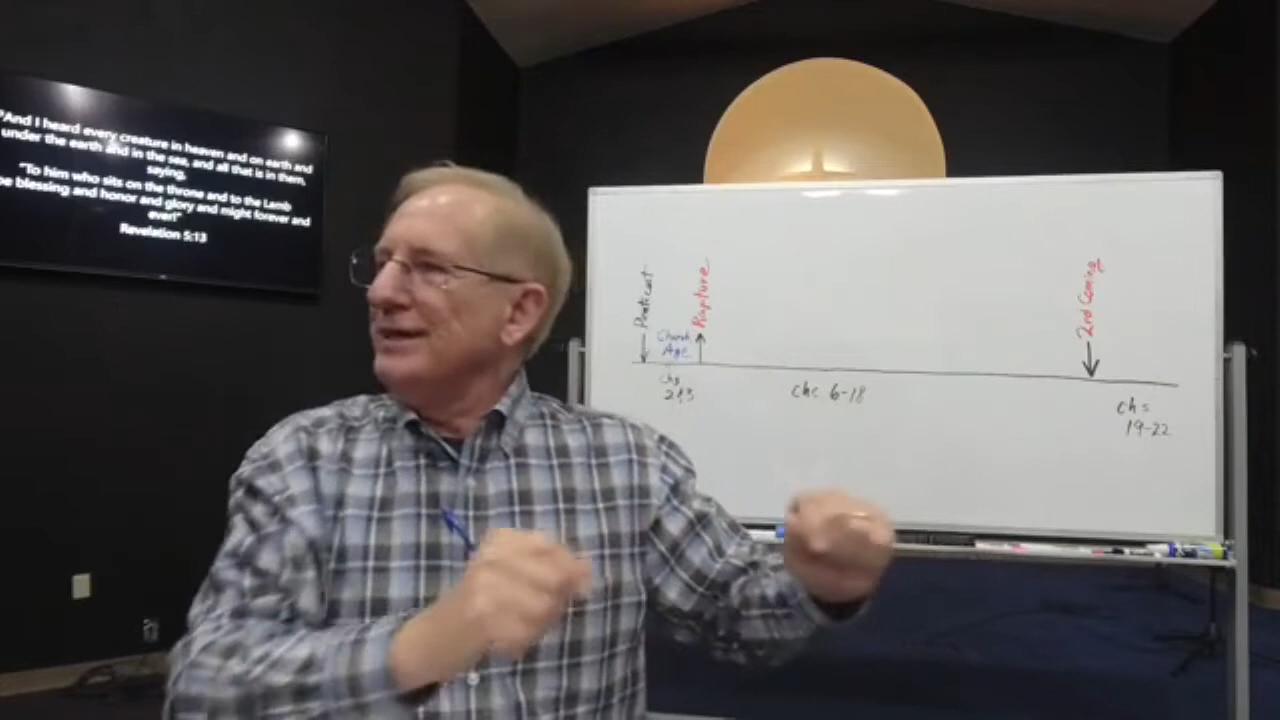 "And I heard every creature in heaven and on earth and
under the earth and in the sea, and all that is in them,
saying,
"To him who sits on the throne and to the Lamb
be blessing and honor and glory and might forever and
ever!"
Revelation 5:13
Penticost
Rapture
Church
Age
2nd Coming
chs
2&3
chs 6-18
chs
19-22